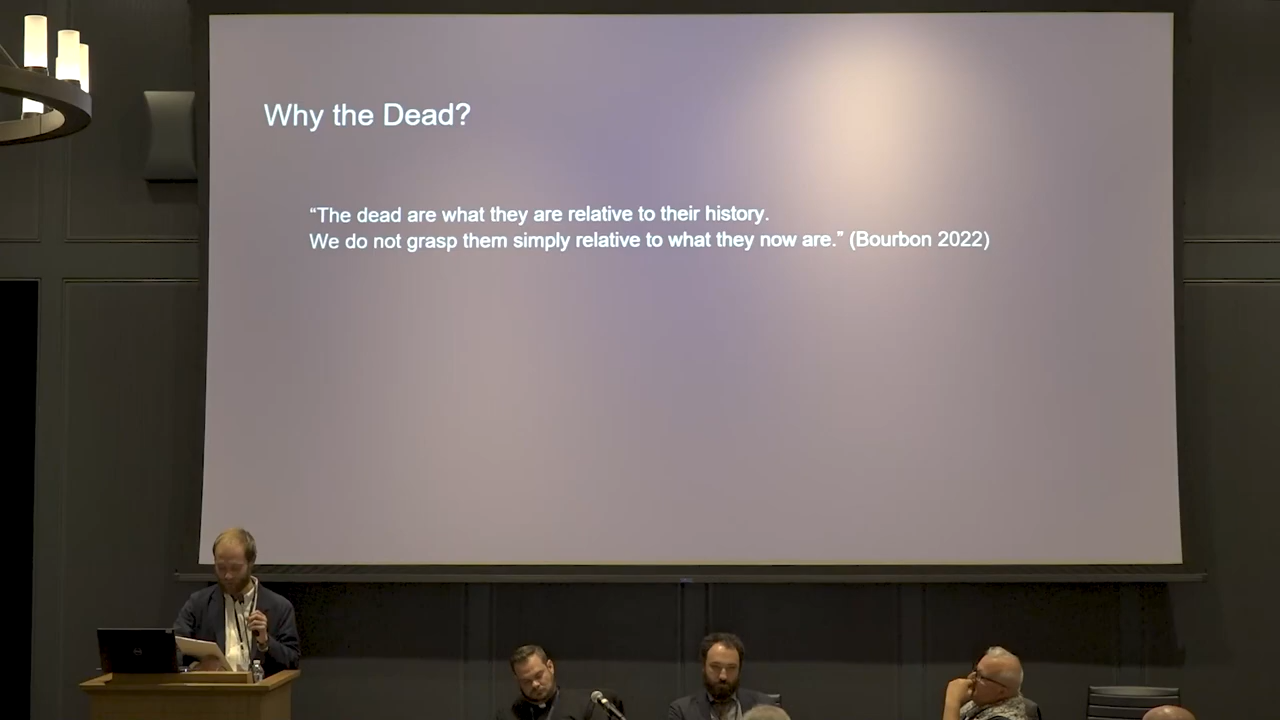 Why the Dead?
“The dead are what they are relative to their history.
We do not grasp them simply relative to what they now are.” (Bourbon 2022)